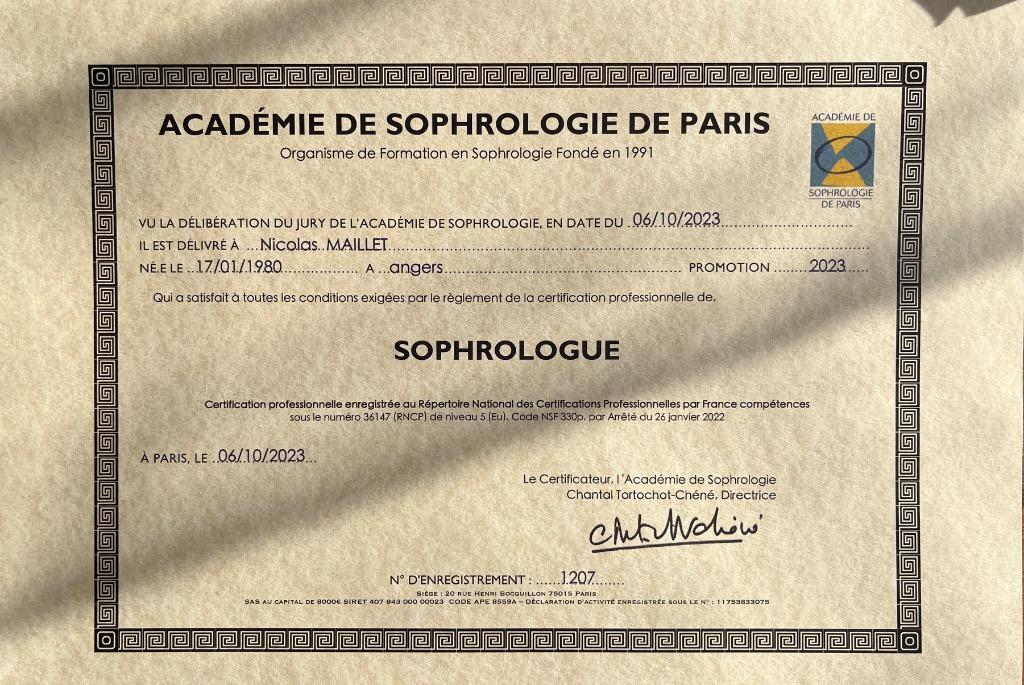 ACADÉMIE DE SOPHROLOGIE DE PARIS
Organisme de Formation en Sophrologie Fondé en 1991
ACADÉMIE DE
SOPHROLOGIE
DE PARIS
VU LA DÉLIBÉRATION DU JURY DE L'ACADÉMIE DE SOPHROLOGIE, EN DATE DU 06/10/2023
IL EST DÉLIVRÉ À Nicolas MAILLET
NÉ.E LE 17/01/1980 A angers PROMOTION 2023
Qui a satisfait à toutes les conditions exigées par le règlement de la certification professionnelle de.
SOPHROLOGUE
Certification professionnelle enregistrée au Répertoire National des Certifications Professionnelles par France compétences
sous le numéro 36147 (RNCP) de niveau 5 (Eu). Code NSF 330p. par Arrêté du 26 janvier 2022
À PARIS, LE 06/10/2023
Le Certificateur, l'Académie de Sophrologie
Chantal Tortochot-Chéné, Directrice
N° D'ENREGISTREMENT : 1207
SIÈGE : 20 RUE HENRI BOCQUILLON 75015 PARIS
SAS AU CAPITAL DE 8000€ SIRET 407 943 000 00023 CODE APE 8559A – DÉCLARATION D'ACTIVITÉ ENREGISTRÉE SOUS LE N° : 11753833075